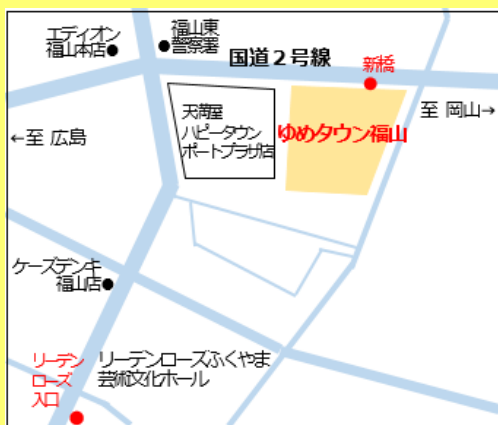 エディオン
福山本店
福山東
警察署
国道２号線
新橋
至 岡山→
天満屋
ハピータウン
ポートプラザ店
ゆめタウン福山
←至 広島
ケーズデンキ
福山店
リーデン
ローズ
入口
リーデンローズふくやま
芸術文化ホール